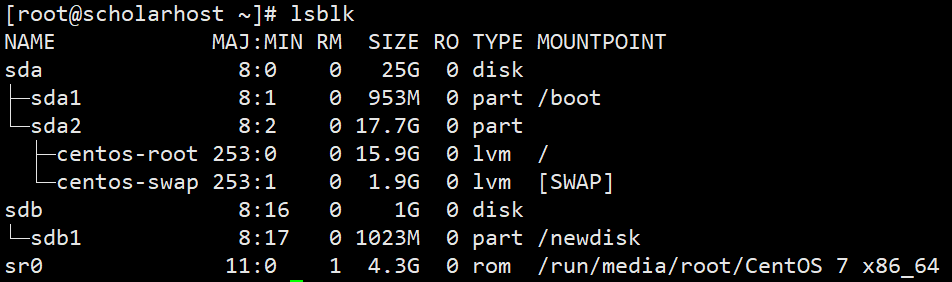 [root@scholarhost ~]# lsblk
NAME            MAJ:MIN RM   SIZE RO TYPE MOUNTPOINT
sda               8:0    0    25G  0 disk
├─sda1            8:1    0   953M  0 part /boot
└─sda2            8:2    0  17.7G  0 part
  ├─centos-root 253:0    0  15.9G  0 lvm  /
  └─centos-swap 253:1    0   1.9G  0 lvm  [SWAP]
sdb               8:16   0     1G  0 disk
└─sdb1            8:17   0  1023M  0 part /newdisk
sr0              11:0    1   4.3G  0 rom  /run/media/root/CentOS 7 x86_64